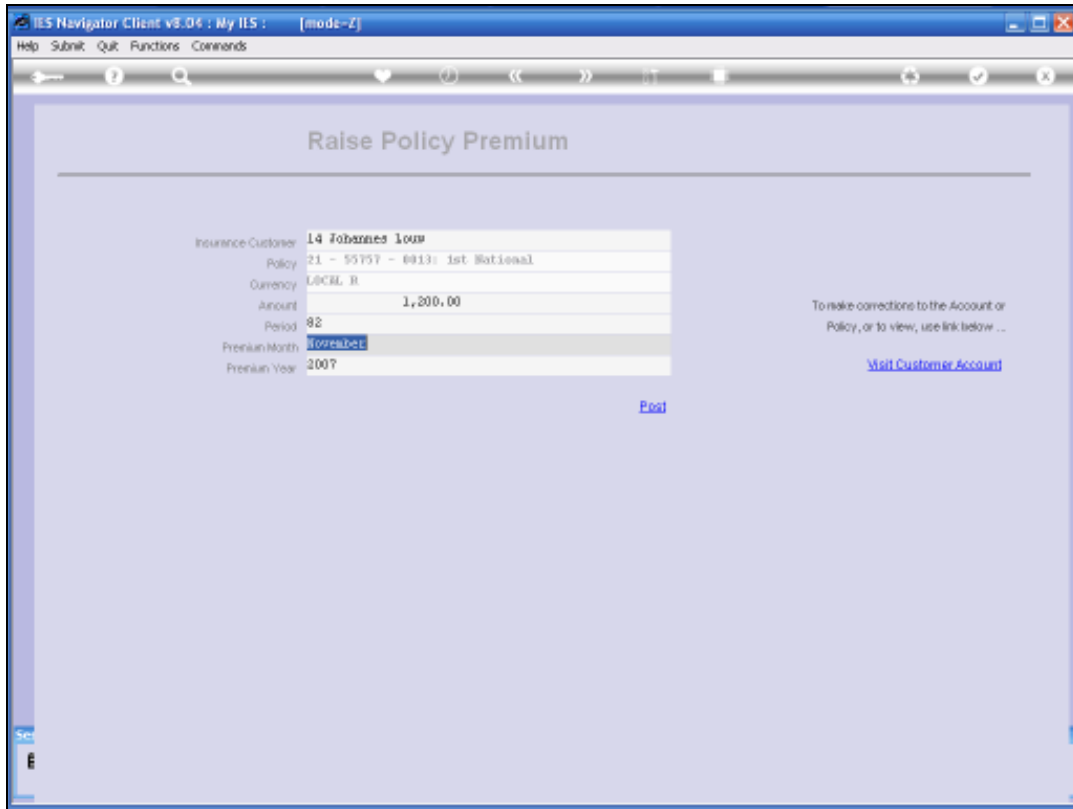 IES Navigator Client v8.04 : My IES : [mode-Z]
Help Submit Quit Functions Commands
Raise Policy Premium
Insurance Customer 14 Johannes Louw
Policy 21 - 55757 - 0013: 1st National
Currency LOCAL R
Amount 1,200.00
Period 82
Premium Month November
Premium Year 2007
To make corrections to the Account or
Policy, or to view, use link below ...
Visit Customer Account
Post